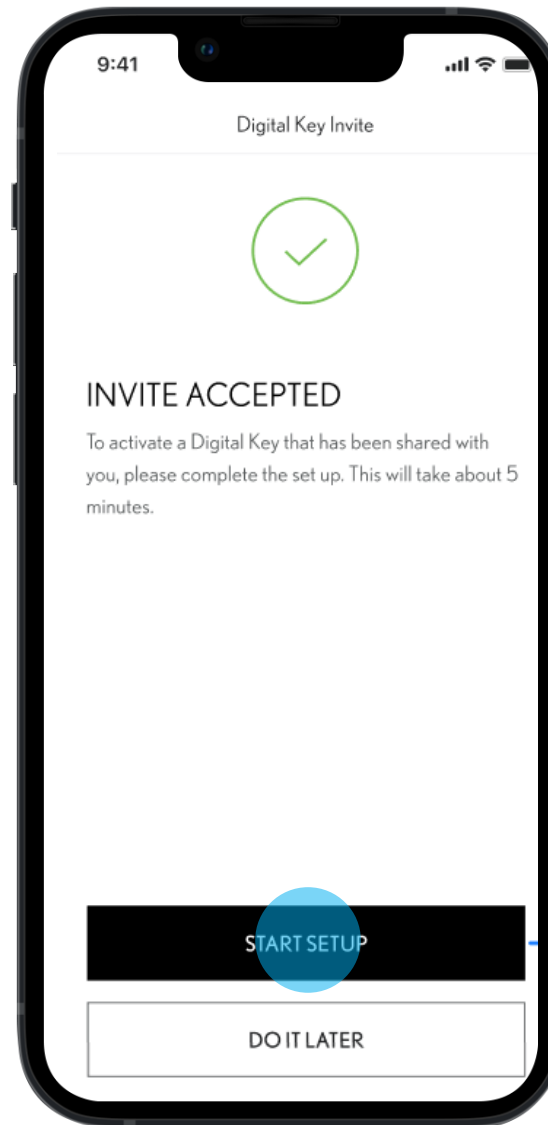 9:41
Digital Key Invite
INVITE ACCEPTED
To activate a Digital Key that has been shared with
you, please complete the set up. This will take about 5
minutes.
START SETUP
DO IT LATER